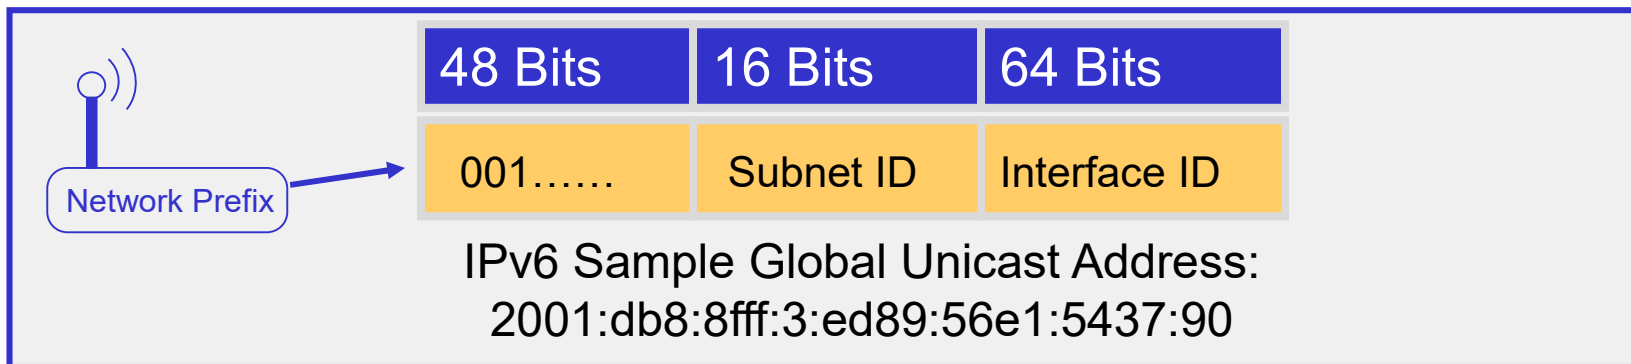 48 Bits 16 Bits 64 Bits
Network Prefix
001...... Subnet ID Interface ID
IPv6 Sample Global Unicast Address:
2001:db8:8fff:3:ed89:56e1:5437:90